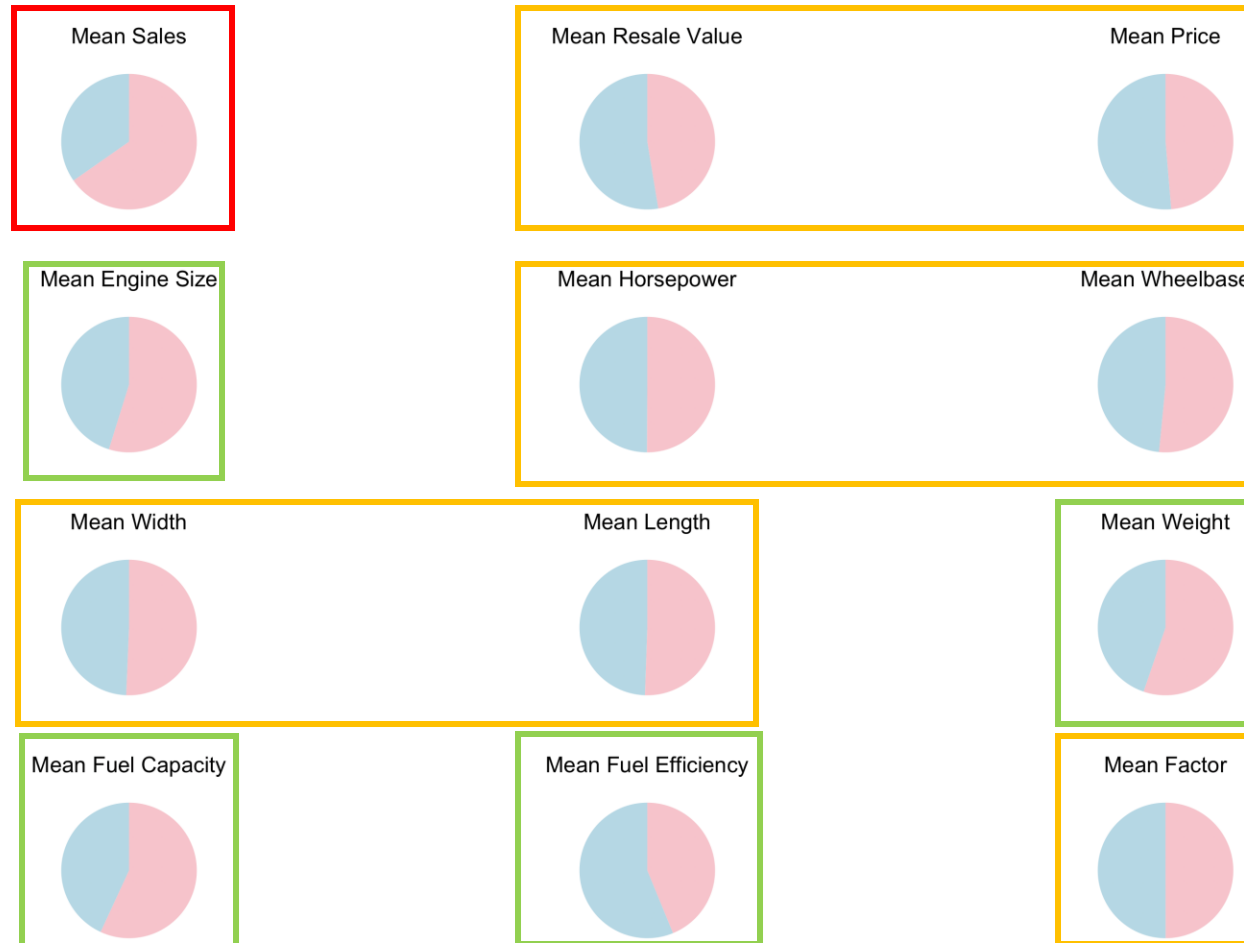 Mean Sales
Mean Resale Value
Mean Price
Mean Engine Size
Mean Horsepower
Mean Wheelbase
Mean Width
Mean Length
Mean Weight
Mean Fuel Capacity
Mean Fuel Efficiency
Mean Factor